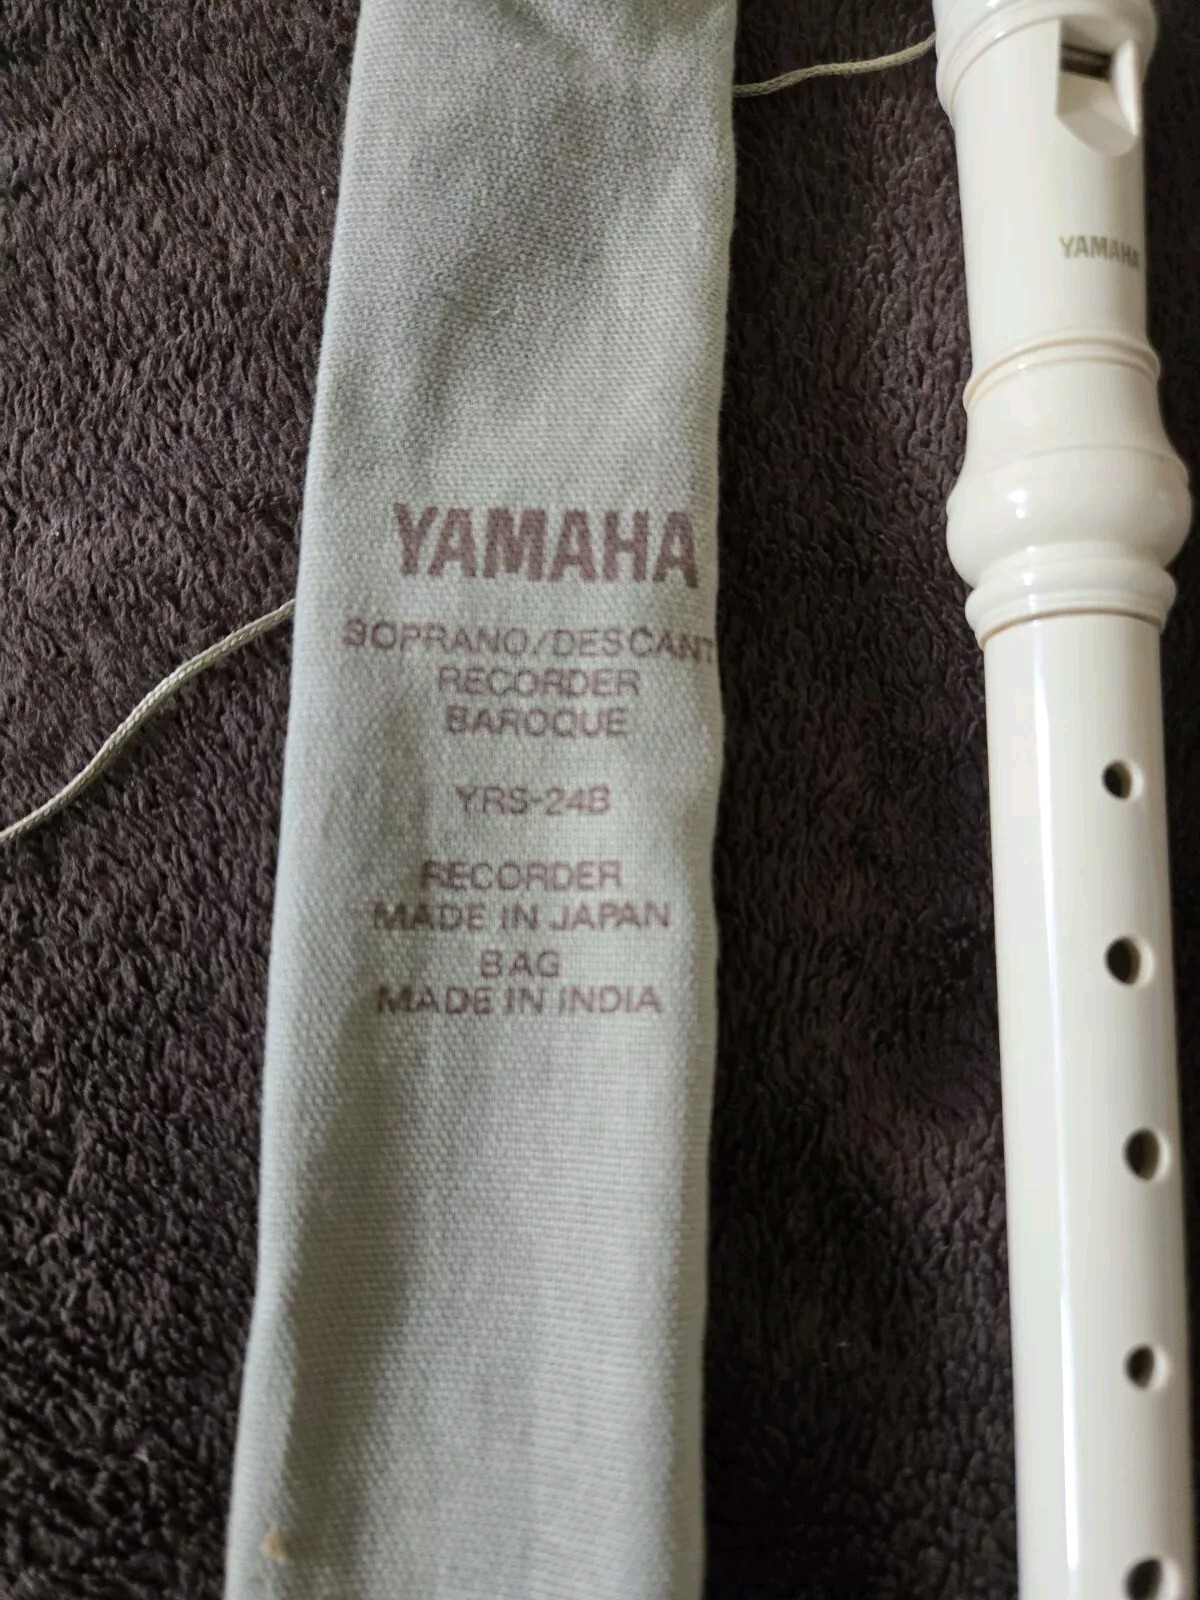 YAMAHA
YAMAHA
SOPRANO/DESCANT
RECORDER
BAROQUE
YRS-24B
RECORDER
MADE IN JAPAN
BAG
MADE IN INDIA